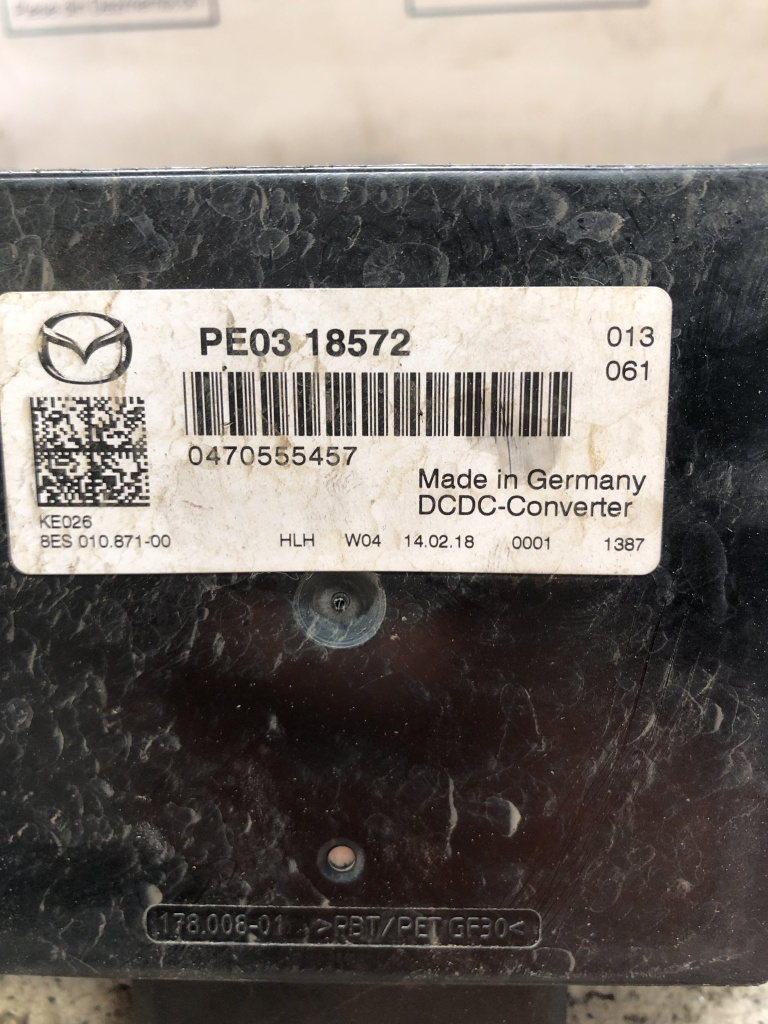 PE03 18572
013
061
0470555457
Made in Germany
DCDC-Converter
KE026
8ES 010.871-00 HLH W04 14.02.18 0001 1387
178.008-01 >PBT/PET GF30<